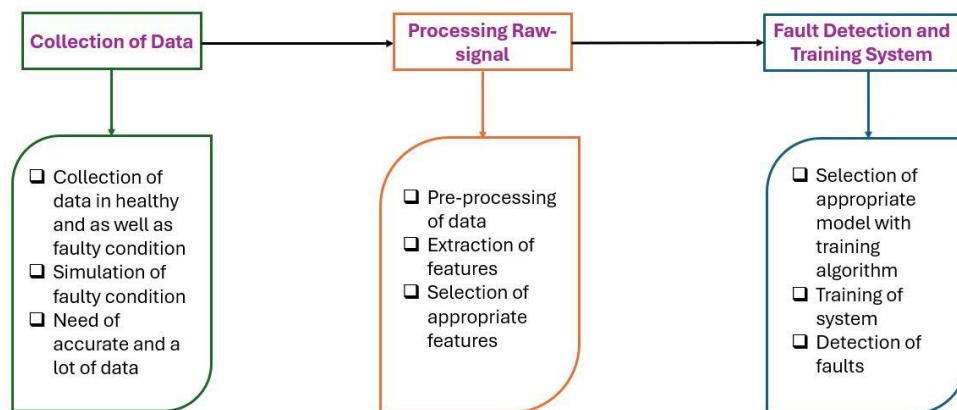 Collection of Data
Processing Raw-
signal
Fault Detection and
Training System
Collection of
data in healthy
and as well as
faulty condition
Simulation of
faulty condition
Need of
accurate and a
lot of data
Pre-processing
of data
Extraction of
features
Selection of
appropriate
features
Selection of
appropriate
model with
training
algorithm
Training of
system
Detection of
faults